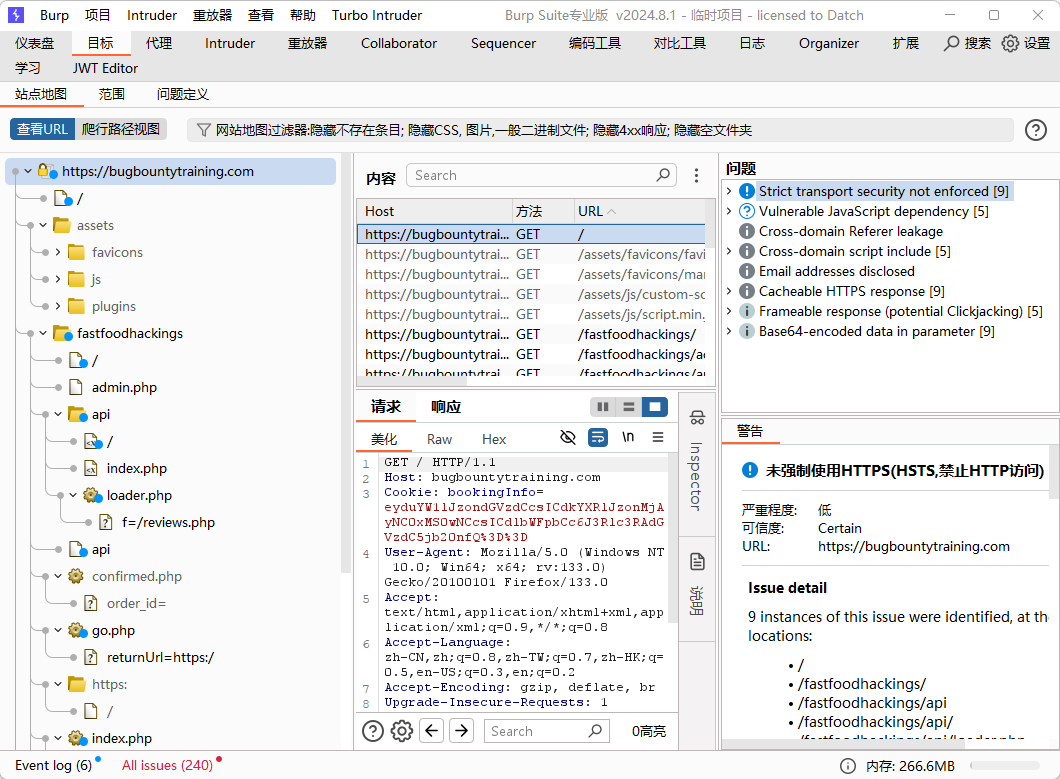 Burp 项目 Intruder 重放器 查看 帮助 Turbo Intruder Burp Suite专业版 v2024.8.1 - 临时项目 - licensed to Datch
仪表盘 目标 代理 Intruder 重放器 Collaborator Sequencer 编码工具 对比工具 日志 Organizer 扩展 搜索 设置
学习 JWT Editor
站点地图 范围 问题定义
查看URL 爬行路径视图 网站地图过滤器:隐藏不存在条目; 隐藏CSS, 图片,一般二进制文件; 隐藏4xx响应; 隐藏空文件夹
https://bugbountytraining.com
/
assets
favicons
js
plugins
fastfoodhackings
/
admin.php
api
/
index.php
loader.php
f=/reviews.php
api
confirmed.php
order_id=
go.php
returnUrl=https:/
https:
/
index.php
内容 Search
Host 方法 URL
https://bugbountytrai... GET /
https://bugbountytrai... GET /assets/favicons/favi
https://bugbountytrai... GET /assets/favicons/mar
https://bugbountytrai... GET /assets/js/custom-sc
https://bugbountytrai... GET /assets/js/script.min.
https://bugbountytrai... GET /fastfoodhackings/
https://bugbountytrai... GET /fastfoodhackings/ac
https://bugbountytrai... GET /fastfoodhackings/ar
请求 响应
美化 Raw Hex \n
1 GET / HTTP/1.1
2 Host: bugbountytraining.com
3 Cookie: bookingInfo=
eyduYW1lJzondGVzdCcsICdkYXRlJzonMjA
yNC0xMS0wNCcsICdlbWFpbCc6J3Rlc3RAdG
VzdC5jb20nfQ%3D%3D
4 User-Agent: Mozilla/5.0 (Windows NT
10.0; Win64; x64; rv:133.0)
Gecko/20100101 Firefox/133.0
5 Accept:
text/html,application/xhtml+xml,app
lication/xml;q=0.9,*/*;q=0.8
6 Accept-Language:
zh-CN,zh;q=0.8,zh-TW;q=0.7,zh-HK;q=
0.5,en-US;q=0.3,en;q=0.2
7 Accept-Encoding: gzip, deflate, br
8 Upgrade-Insecure-Requests: 1
Search 0高亮
Inspector
说明
问题
Strict transport security not enforced [9]
Vulnerable JavaScript dependency [5]
Cross-domain Referer leakage
Cross-domain script include [5]
Email addresses disclosed
Cacheable HTTPS response [9]
Frameable response (potential Clickjacking) [5]
Base64-encoded data in parameter [9]
警告
未强制使用HTTPS(HSTS,禁止HTTP访问)
严重程度: 低
可信度: Certain
URL: https://bugbountytraining.com
Issue detail
9 instances of this issue were identified, at the
locations:
• /
• /fastfoodhackings/
• /fastfoodhackings/api
• /fastfoodhackings/api/
• /fastfoodhackings/api/loader.php
Event log (6) All issues (240) 内存: 266.6MB